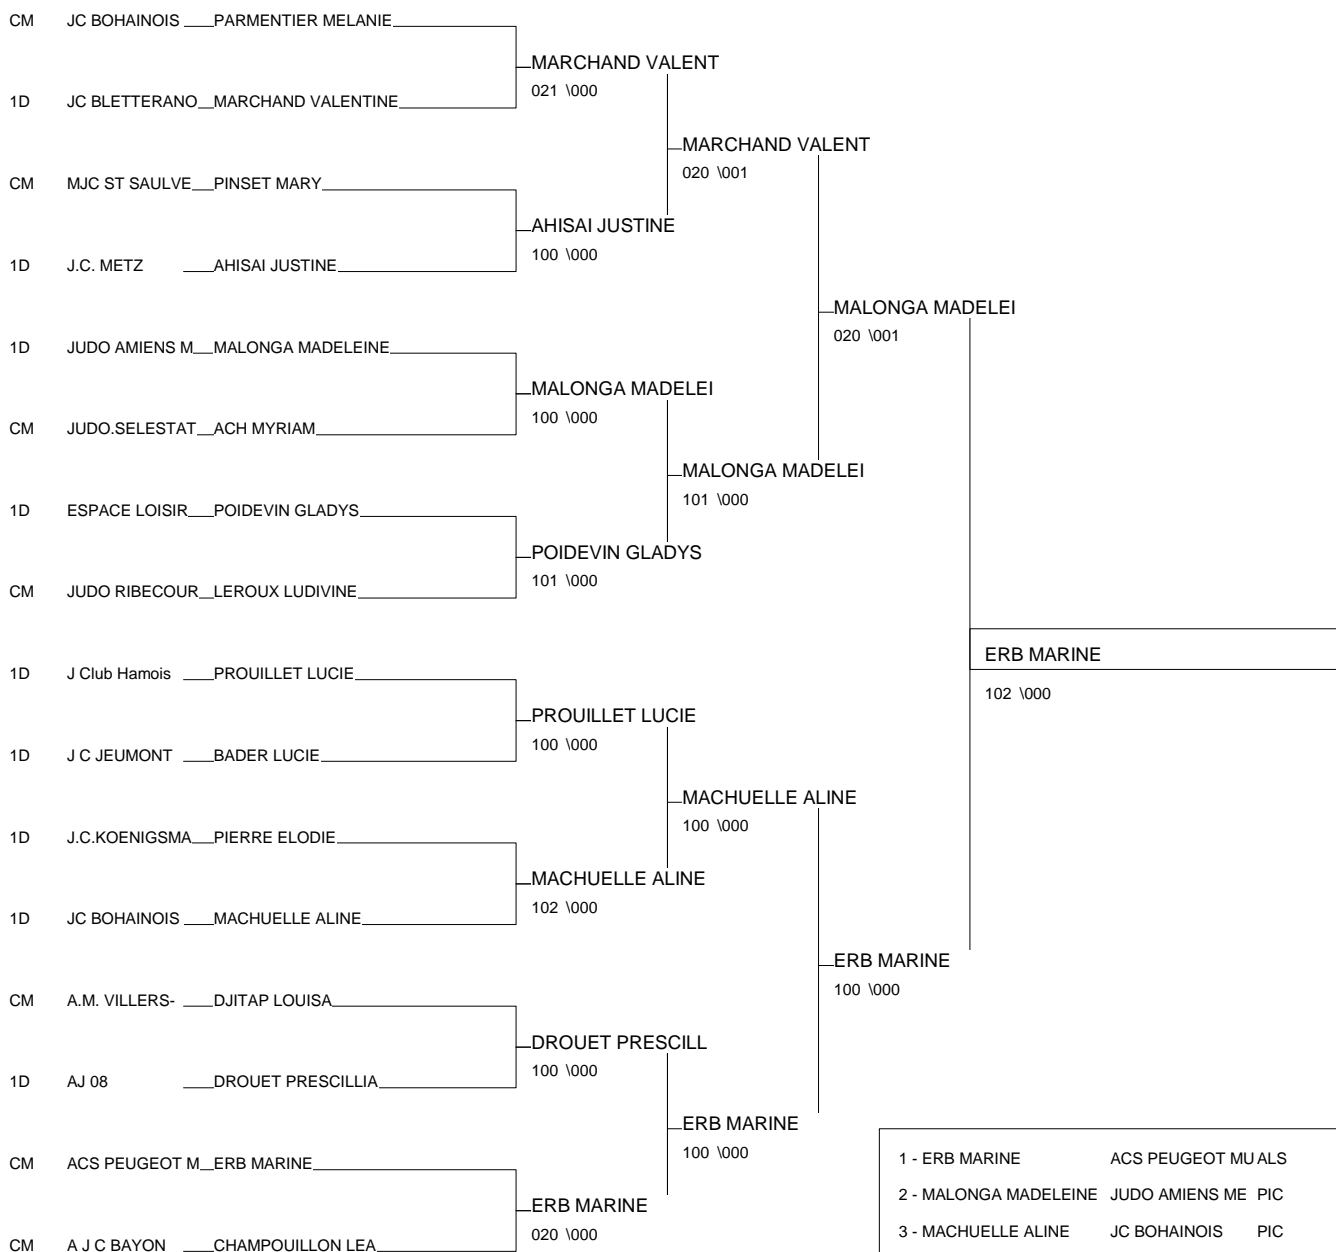 CM JC BOHAINOIS PARMENTIER MELANIE
MARCHAND VALENT
021 \000
1D JC BLETTERANO MARCHAND VALENTINE
MARCHAND VALENT
020 \001
CM MJC ST SAULVE PINSET MARY
AHISAI JUSTINE
100 \000
1D J.C. METZ AHISAI JUSTINE
MALONGA MADELEI
020 \001
1D JUDO AMIENS M MALONGA MADELEINE
MALONGA MADELEI
100 \000
CM JUDO.SELESTAT ACH MYRIAM
MALONGA MADELEI
101 \000
1D ESPACE LOISIR POIDEVIN GLADYS
POIDEVIN GLADYS
101 \000
CM JUDO RIBECOUR LEROUX LUDIVINE
ERB MARINE
102 \000
1D J Club Hamois PROUILLET LUCIE
PROUILLET LUCIE
100 \000
1D J C JEUMONT BADER LUCIE
MACHUELLE ALINE
100 \000
1D J.C.KOENIGSMA PIERRE ELODIE
MACHUELLE ALINE
102 \000
1D JC BOHAINOIS MACHUELLE ALINE
ERB MARINE
100 \000
CM A.M. VILLERS- DJITAP LOUISA
DROUET PRESCILL
100 \000
1D AJ 08 DROUET PRESCILLIA
ERB MARINE
100 \000
CM ACS PEUGEOT M ERB MARINE
ERB MARINE
020 \000
CM A J C BAYON CHAMPOUILLON LEA
1 - ERB MARINE ACS PEUGEOT MU ALS
2 - MALONGA MADELEINE JUDO AMIENS ME PIC
3 - MACHUELLE ALINE JC BOHAINOIS PIC